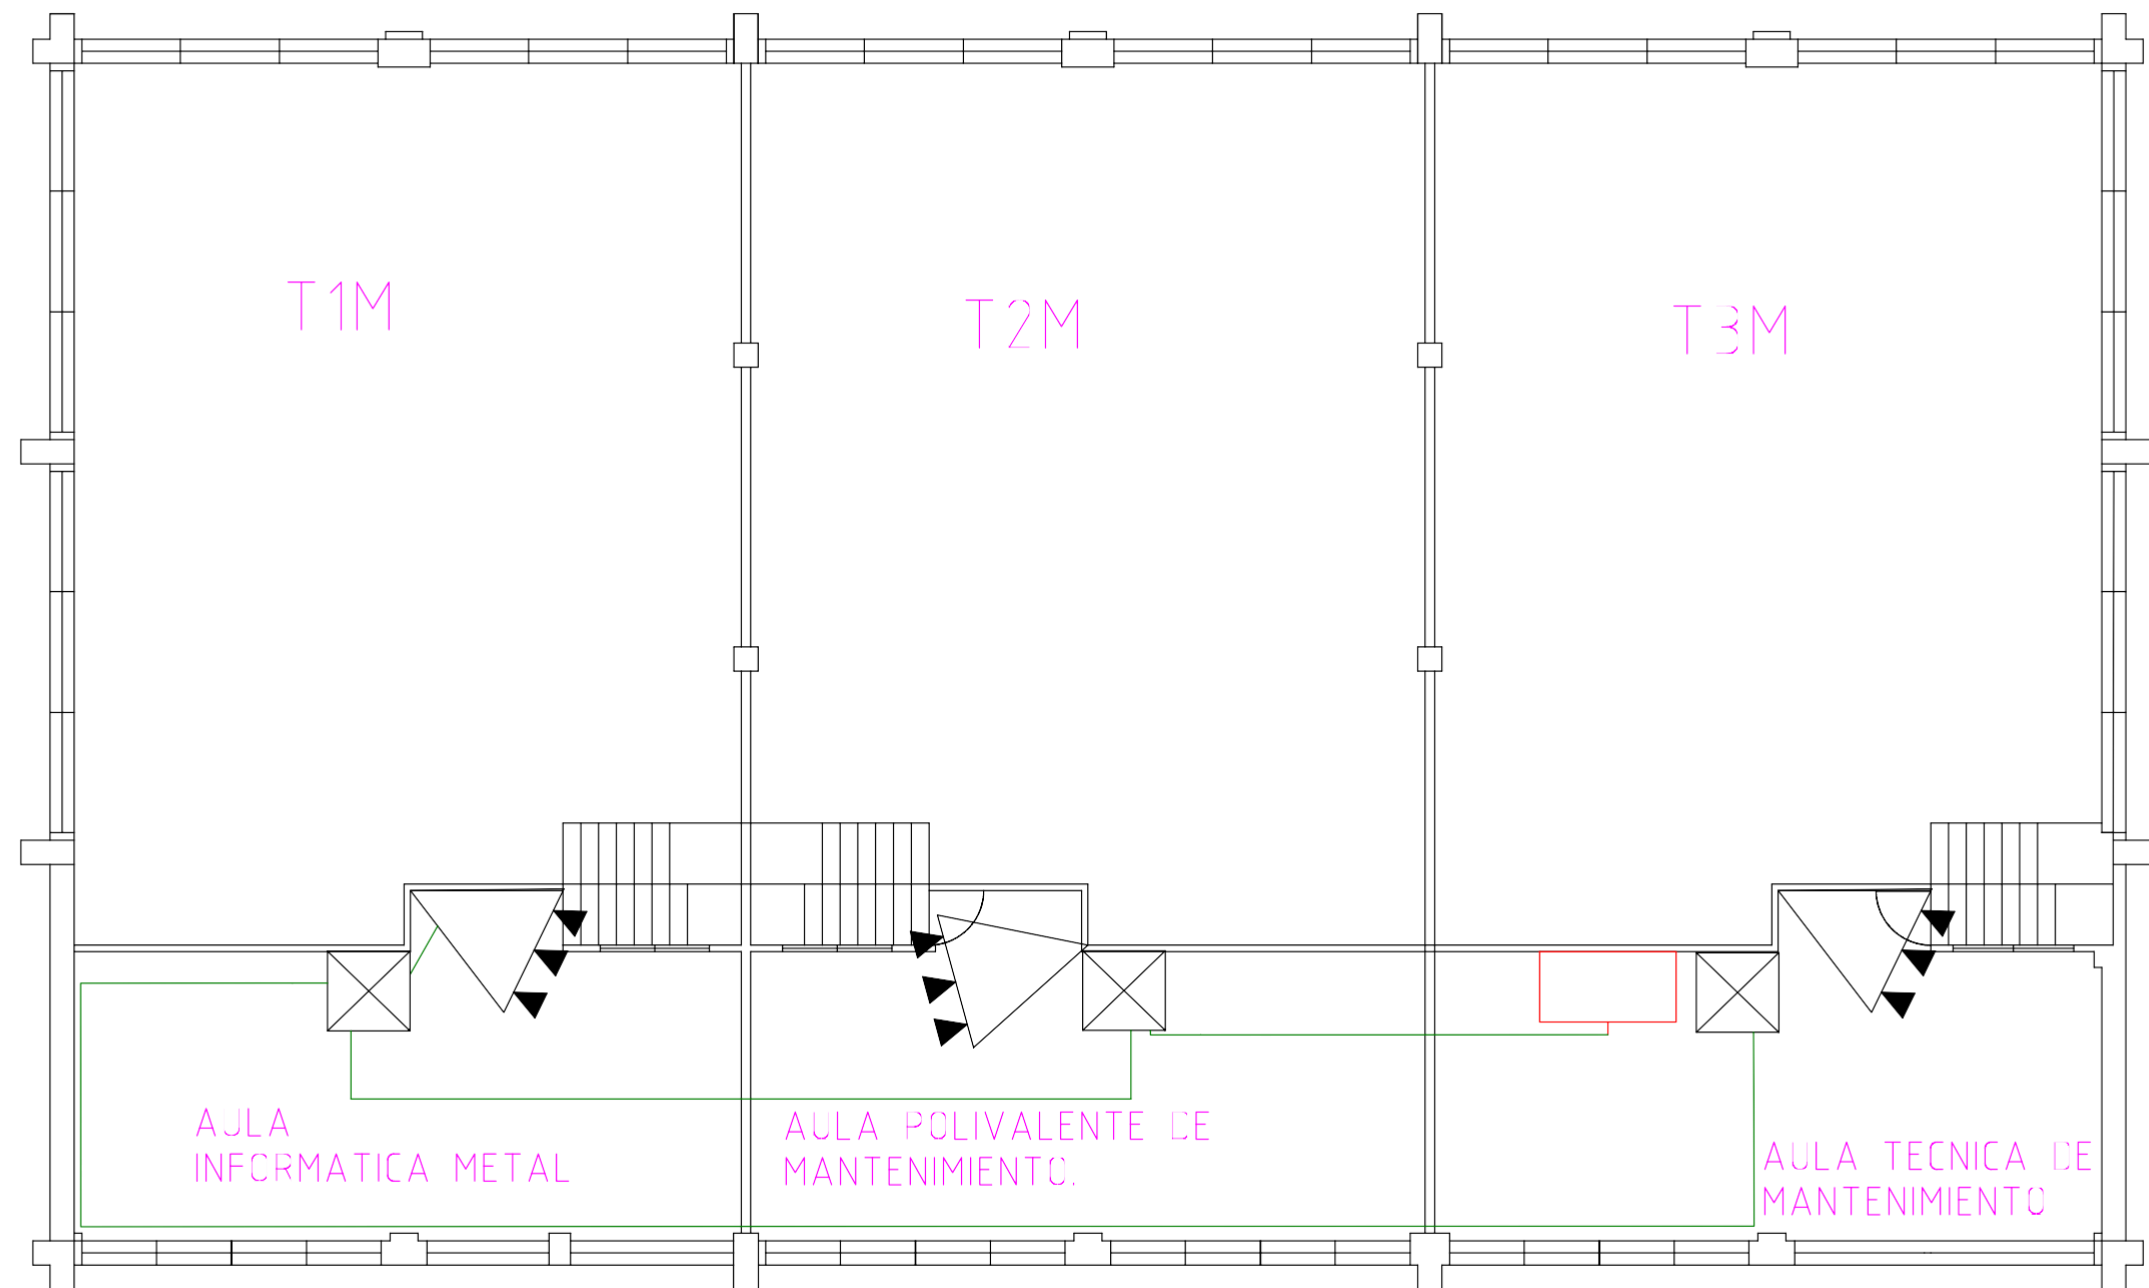 T1M
T2M
T3M
AULA
INFORMATICA METAL
AULA POLIVALENTE DE
MANTENIMIENTO.
AULA TECNICA DE
MANTENIMIENTO